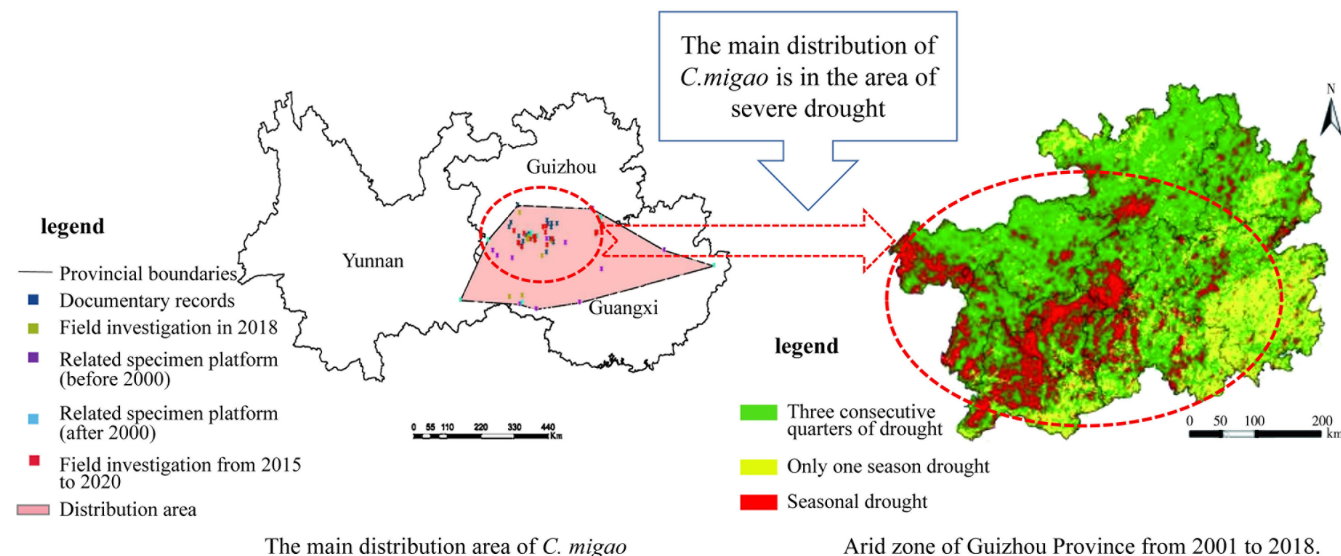 The main distribution of
C.migao is in the area of
severe drought
N
Guizhou
Yunnan
Guangxi
legend
Provincial boundaries
Documentary records
Field investigation in 2018
Related specimen platform
(before 2000)
Related specimen platform
(after 2000)
Field investigation from 2015
to 2020
Distribution area
0 55 110 220 330 440
Km
legend
Three consecutive
quarters of drought
Only one season drought
Seasonal drought
0 50 100 200
km
The main distribution area of C. migao
Arid zone of Guizhou Province from 2001 to 2018.